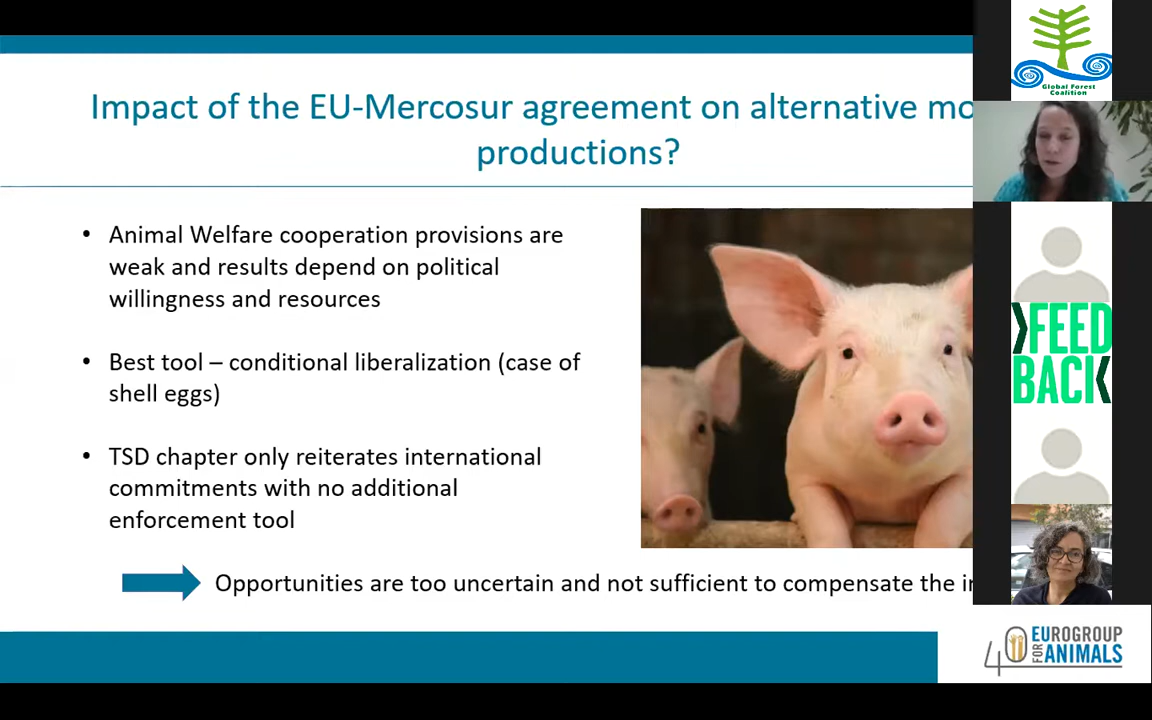 Impact of the EU-Mercosur agreement on alternative
productions?
• Animal Welfare cooperation provisions are
weak and results depend on political
willingness and resources
• Best tool – conditional liberalization (case of
shell eggs)
• TSD chapter only reiterates international
commitments with no additional
enforcement tool
Opportunities are too uncertain and not sufficient to compensate the
Global Forest
Coalition
FEED
BACK
40 EUROGROUP
FOR ANIMALS